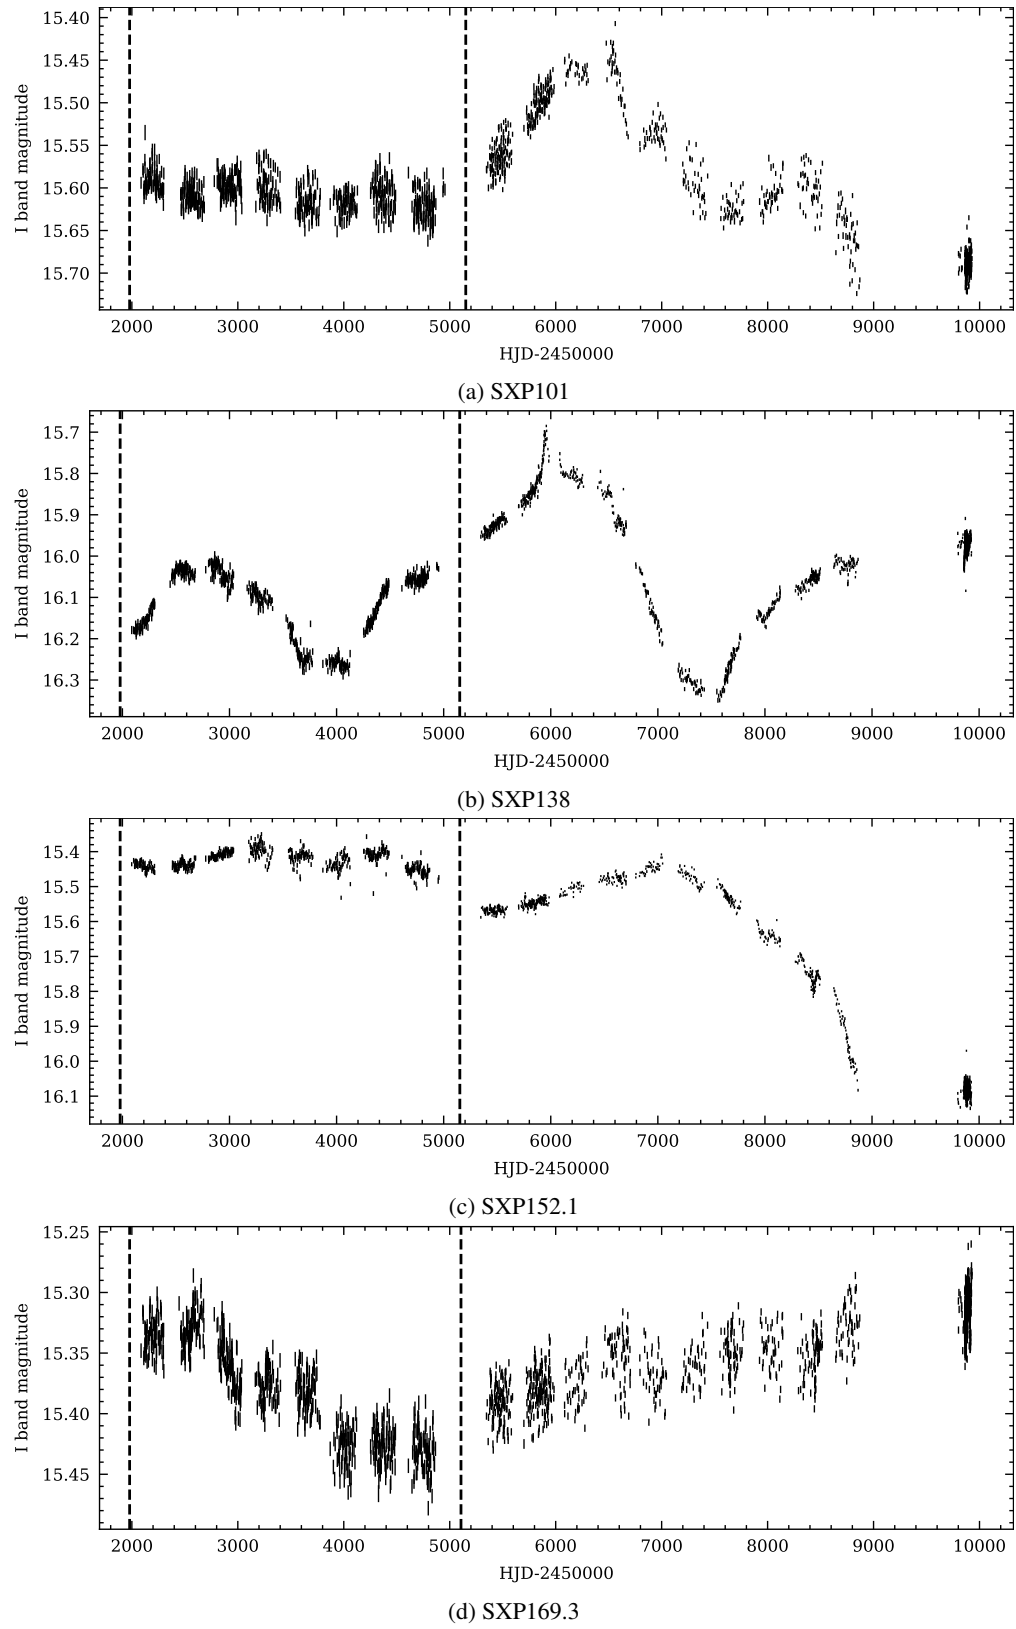 15.40
15.45
15.50
15.55
15.60
15.65
15.70
I band magnitude
2000 3000 4000 5000 6000 7000 8000 9000 10000
HJD-2450000
(a) SXP101
15.7
15.8
15.9
16.0
16.1
16.2
16.3
I band magnitude
2000 3000 4000 5000 6000 7000 8000 9000 10000
HJD-2450000
(b) SXP138
15.4
15.5
15.6
15.7
15.8
15.9
16.0
16.1
I band magnitude
2000 3000 4000 5000 6000 7000 8000 9000 10000
HJD-2450000
(c) SXP152.1
15.25
15.30
15.35
15.40
15.45
I band magnitude
2000 3000 4000 5000 6000 7000 8000 9000 10000
HJD-2450000
(d) SXP169.3